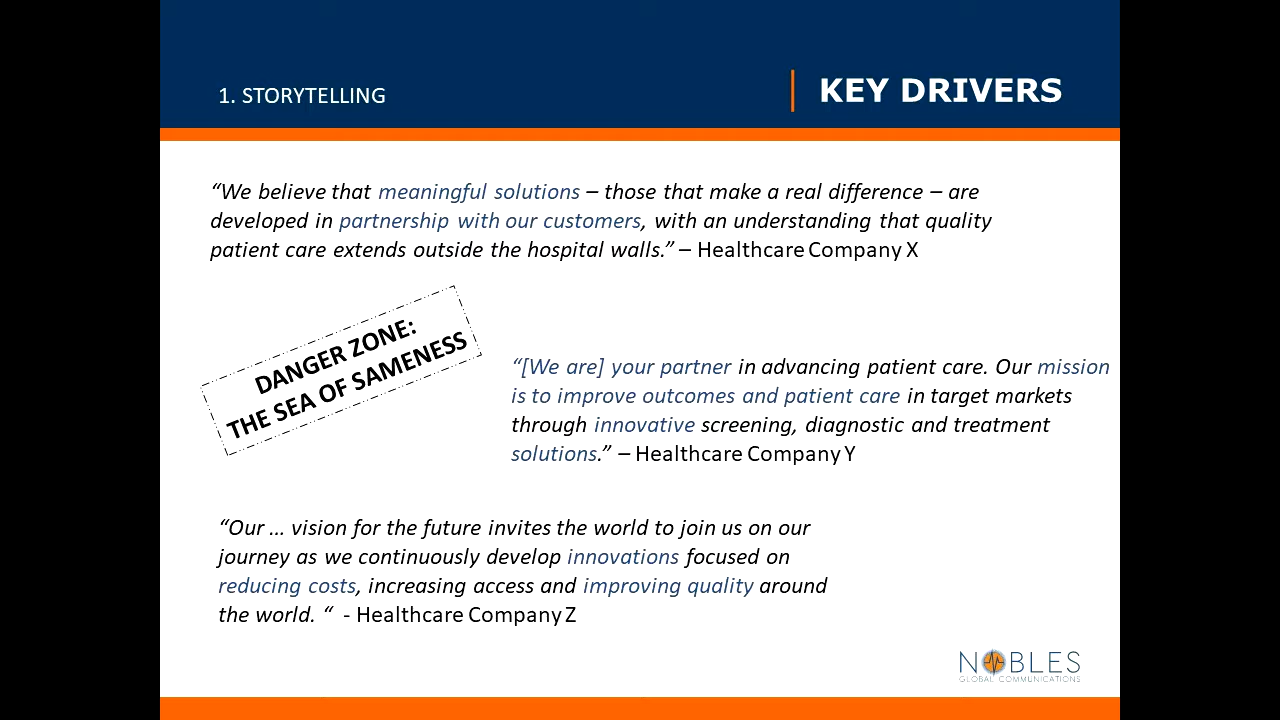 1. STORYTELLING
KEY DRIVERS
“We believe that meaningful solutions – those that make a real difference – are
developed in partnership with our customers, with an understanding that quality
patient care extends outside the hospital walls.” – Healthcare Company X
DANGER ZONE:
THE SEA OF SAMENESS
“[We are] your partner in advancing patient care. Our mission
is to improve outcomes and patient care in target markets
through innovative screening, diagnostic and treatment
solutions.” – Healthcare Company Y
“Our … vision for the future invites the world to join us on our
journey as we continuously develop innovations focused on
reducing costs, increasing access and improving quality around
the world. “ - Healthcare Company Z
NOBLES
GLOBAL COMMUNICATIONS